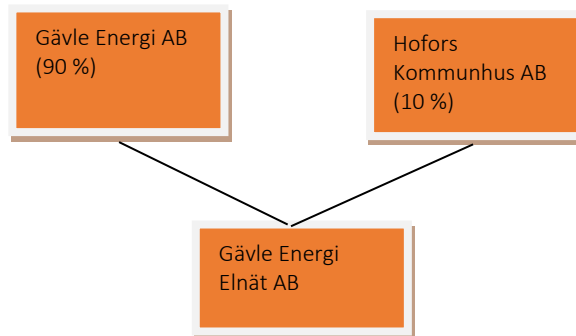 Gävle Energi AB
(90 %)
Hofors
Kommunhus AB
(10 %)
Gävle Energi
Elnät AB